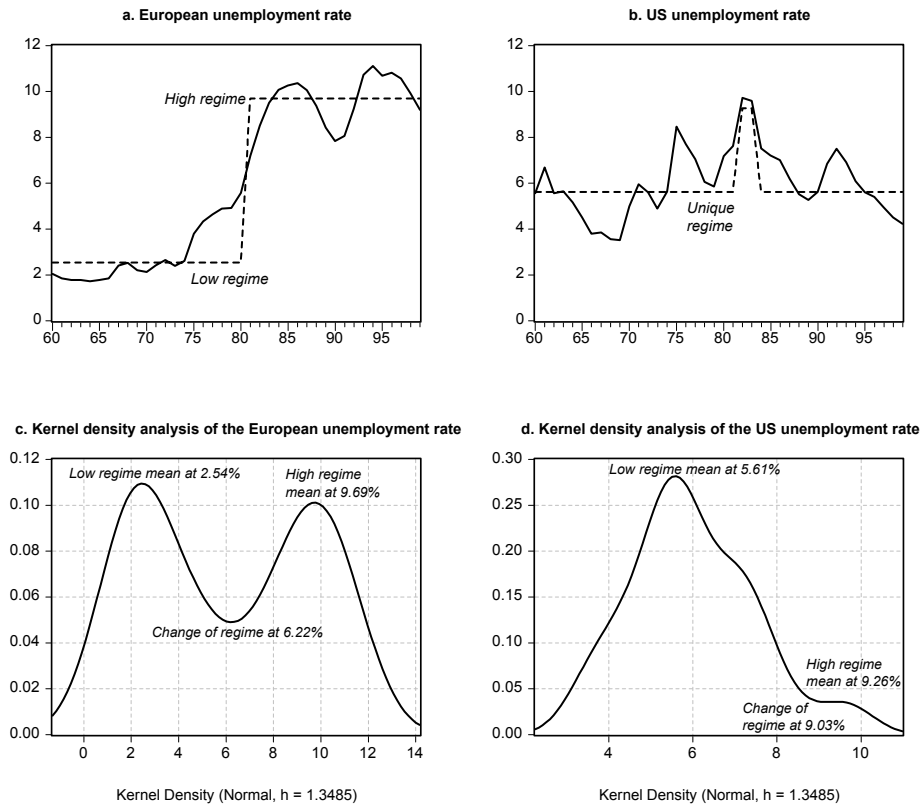 a. European unemployment rate
12
10
8
6
4
2
0
High regime
Low regime
60 65 70 75 80 85 90 95
b. US unemployment rate
12
10
8
6
4
2
0
Unique
regime
60 65 70 75 80 85 90 95
c. Kernel density analysis of the European unemployment rate
0.12
0.10
0.08
0.06
0.04
0.02
0.00
Low regime mean at 2.54%
High regime
mean at 9.69%
Change of regime at 6.22%
0 2 4 6 8 10 12 14
Kernel Density (Normal, h = 1.3485)
d. Kernel density analysis of the US unemployment rate
0.30
0.25
0.20
0.15
0.10
0.05
0.00
Low regime mean at 5.61%
High regime
mean at 9.26%
Change of
regime at 9.03%
4 6 8 10
Kernel Density (Normal, h = 1.3485)